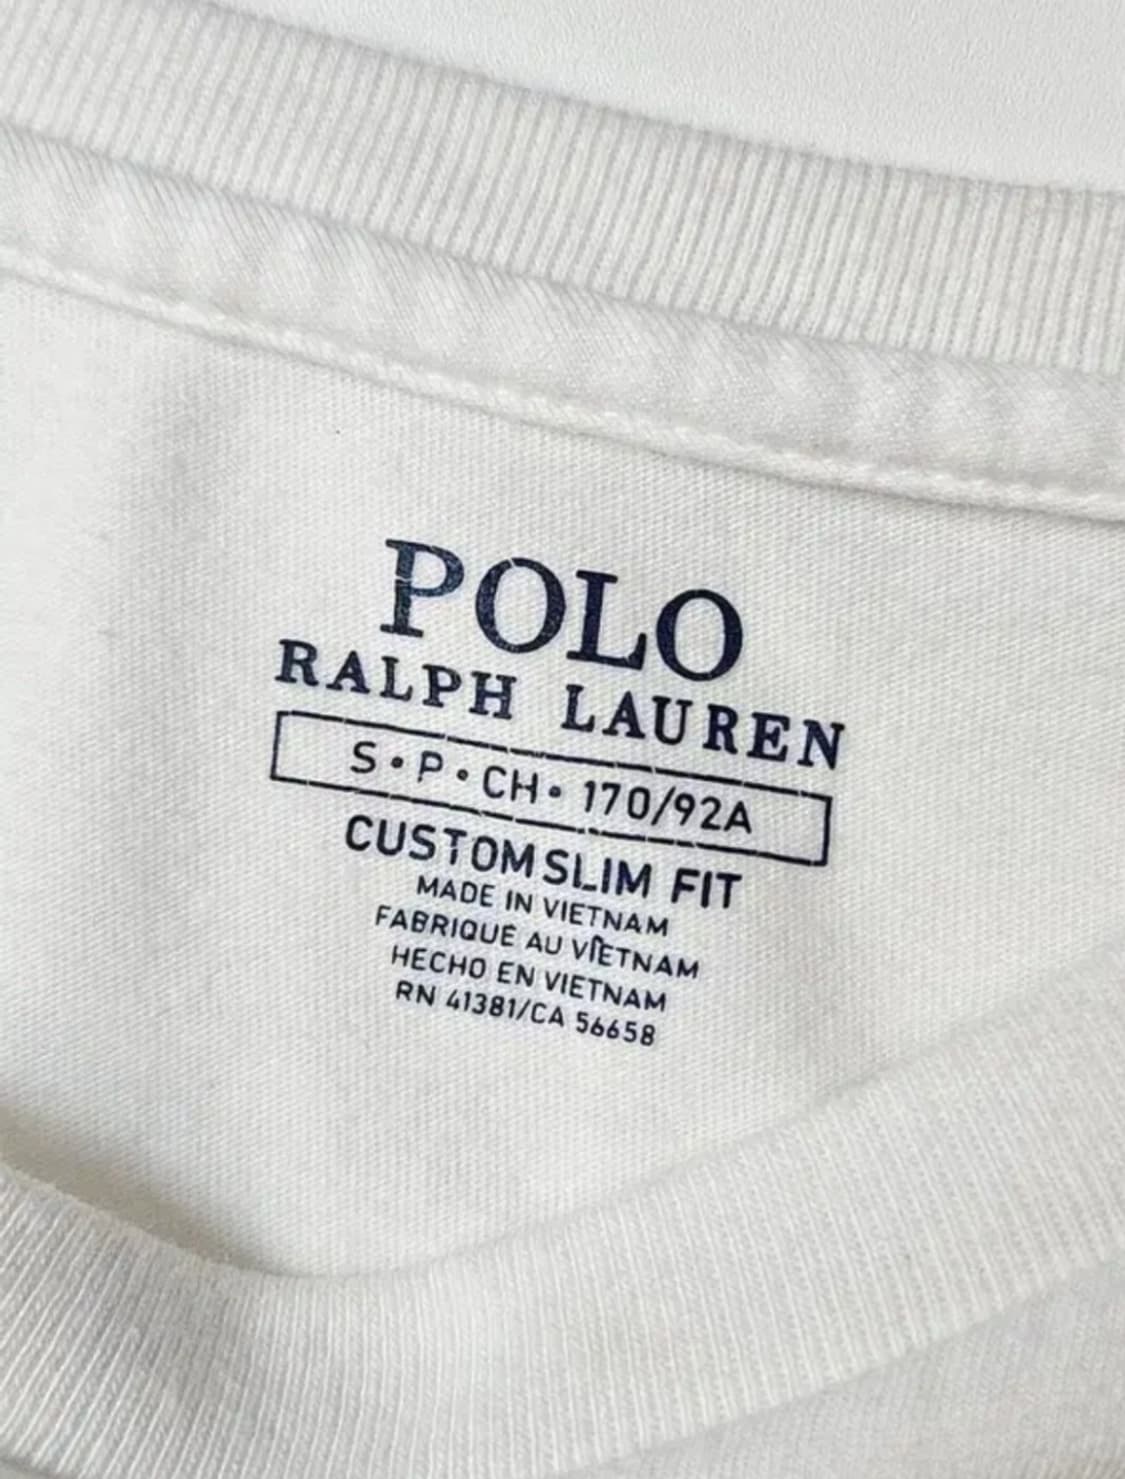 POLO
RALPH LAUREN
S • P • CH • 170/92A
CUSTOM SLIM FIT
MADE IN VIETNAM
FABRIQUÉ AU VIETNAM
HECHO EN VIETNAM
RN 41381/CA 56658